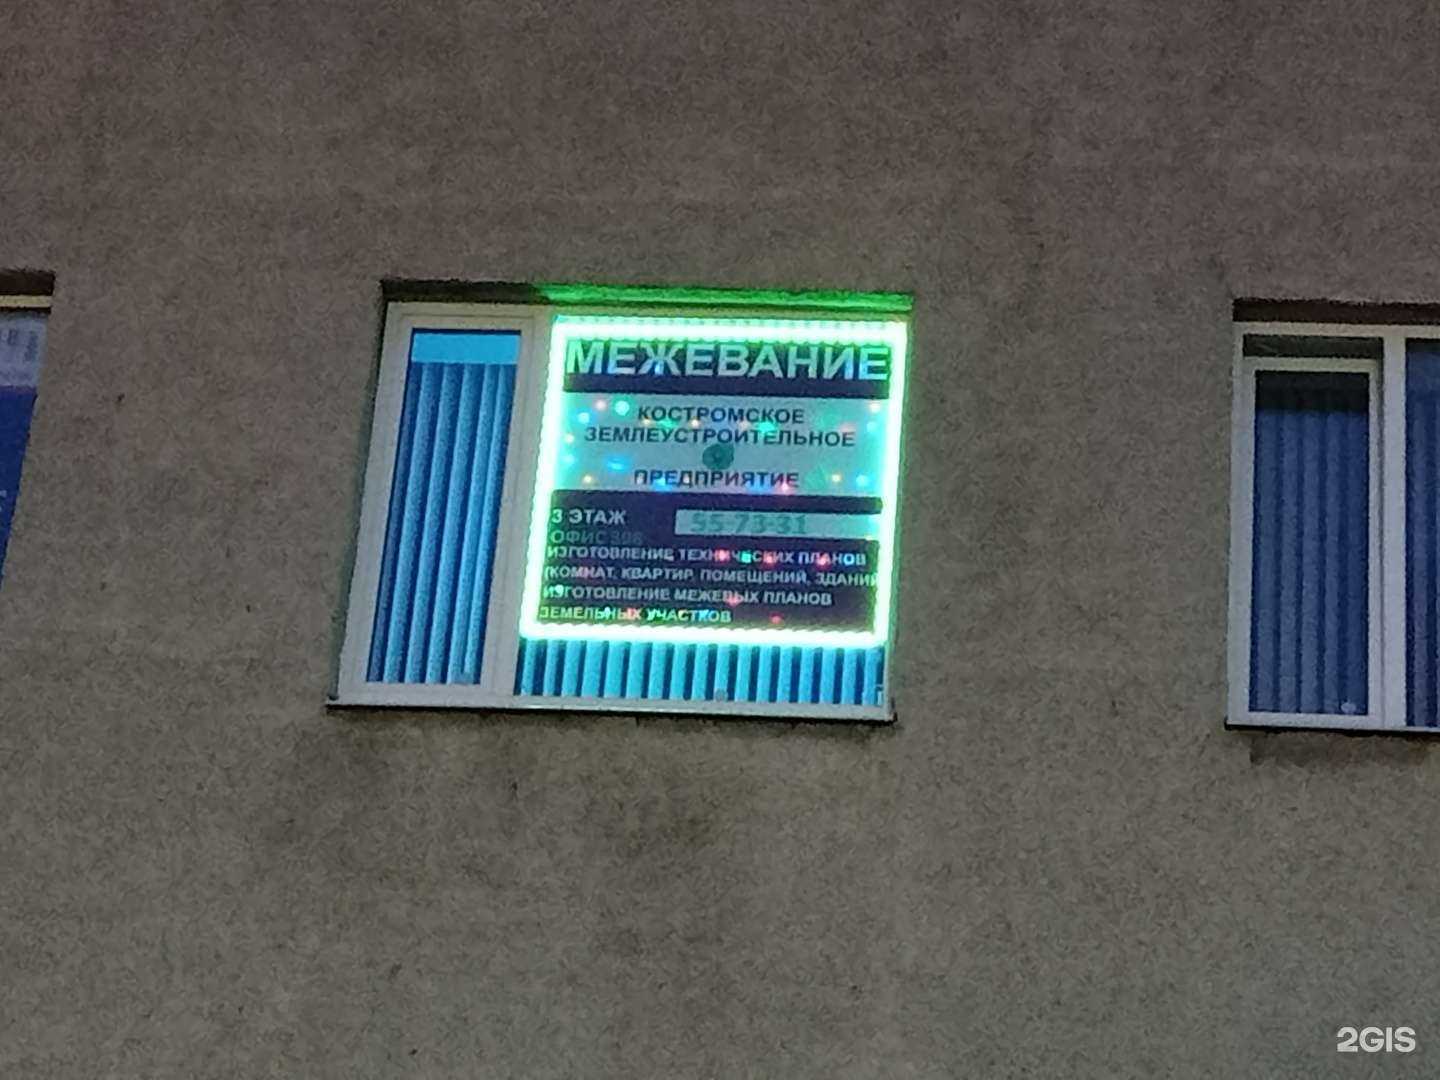 МЕЖЕВАНИЕ
КОСТРОМСКОЕ
ЗЕМЛЕУСТРОИТЕЛЬНОЕ
ПРЕДПРИЯТИЕ
3 ЭТАЖ
55-73-31
ОФИС
ИЗГОТОВЛЕНИЕ ТЕХНИЧЕСКИХ ПЛАНОВ
(КОМНАТ, КВАРТИР, ПОМЕЩЕНИЙ, ЗДАНИЙ
ИЗГОТОВЛЕНИЕ МЕЖЕВЫХ ПЛАНОВ
ЗЕМЕЛЬНЫХ УЧАСТКОВ
2GIS